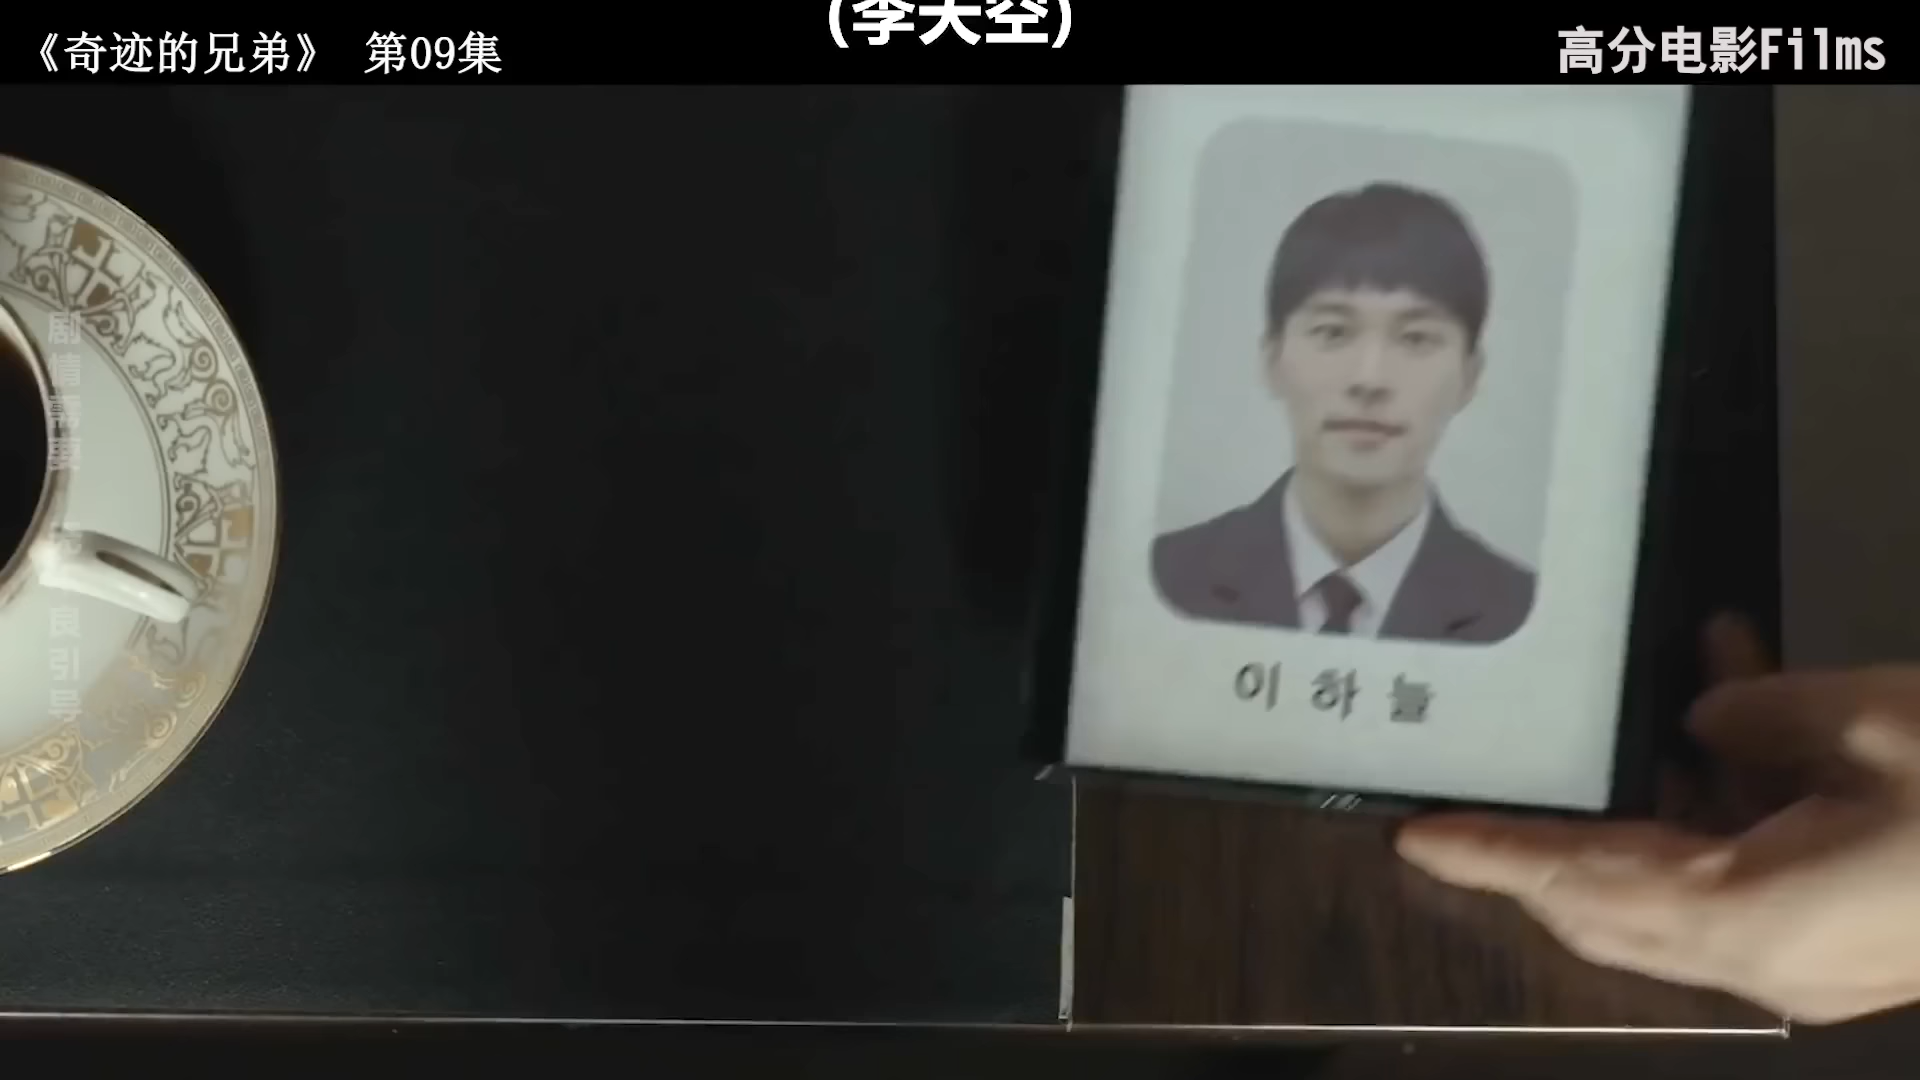 (李天空)
《奇迹的兄弟》 第09集
高分电影Films
이 하 늘